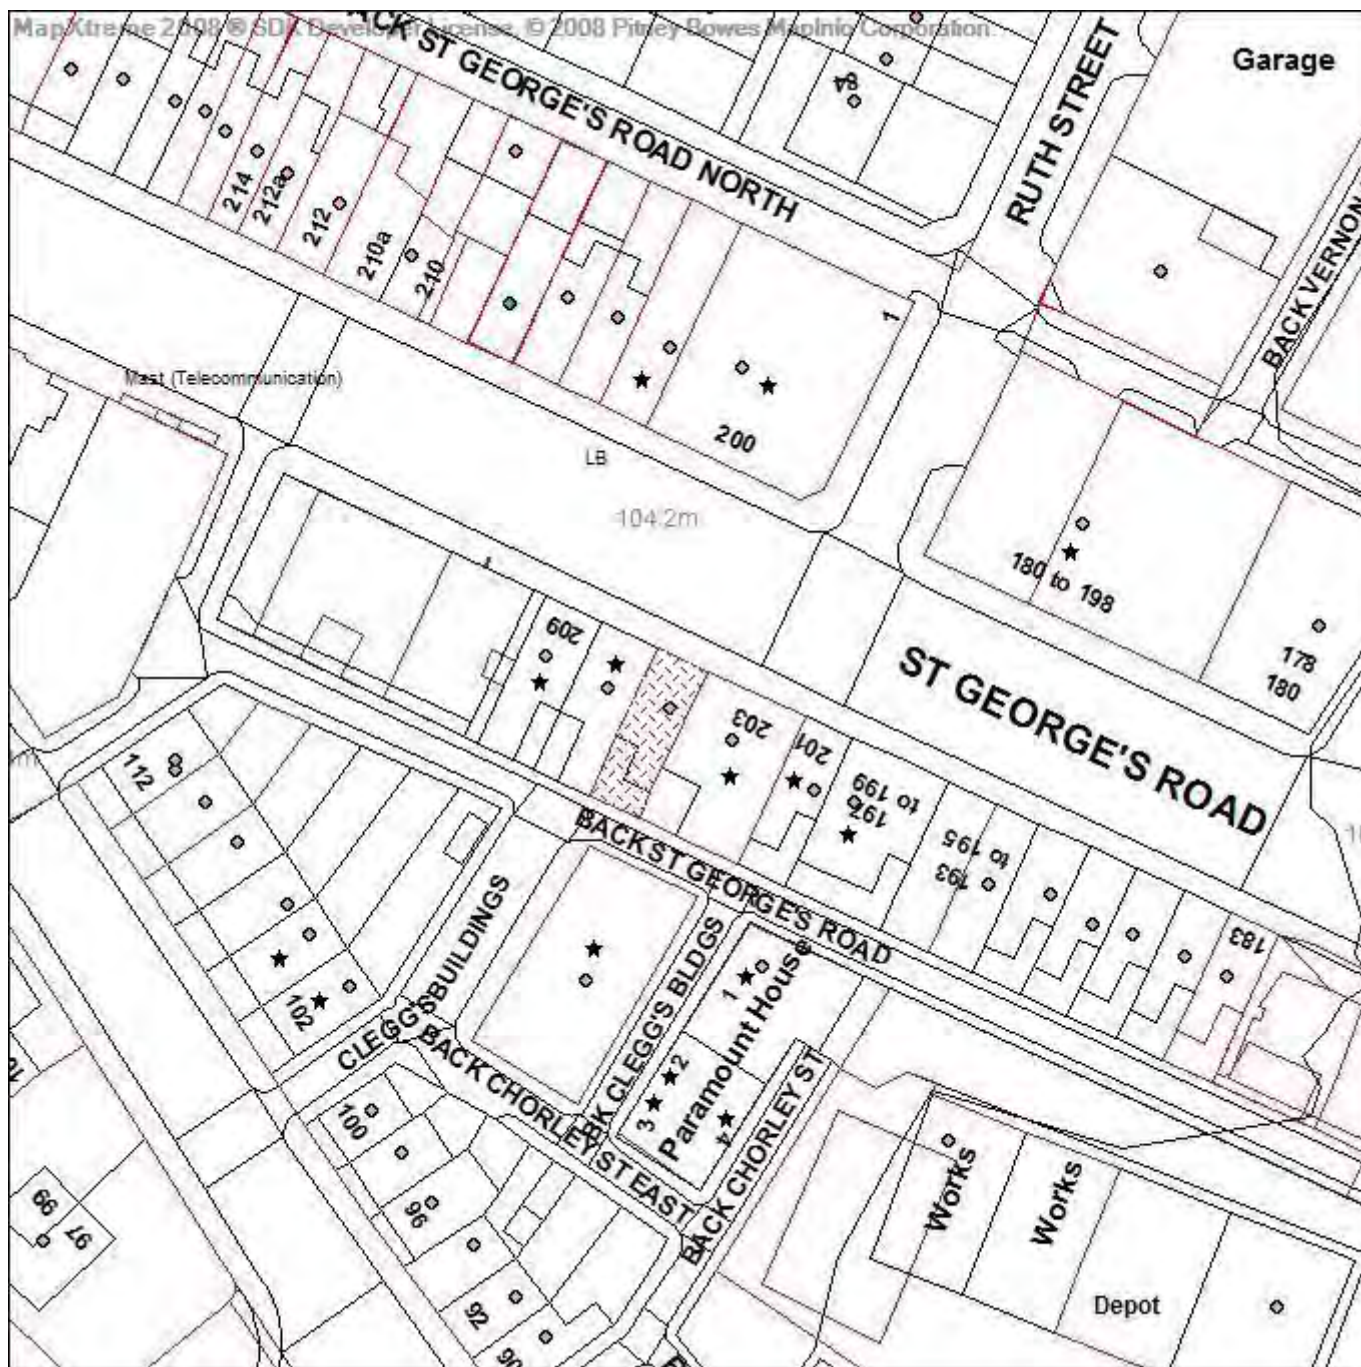 MapXtreme 2008 ® SDK Developer License. © 2008 Pitney Bowes MapInfo Corporation.
BACK ST GEORGE'S ROAD NORTH
48
RUTH STREET
Garage
BACK VERNON
214
212a
212
210a
210
1
Mast (Telecommunication)
200
LB
104.2m
180 to 198
178
180
209
ST GEORGE'S ROAD
203
201
197
to 199
193
to 195
183
112
BACK ST GEORGE'S ROAD
CLEGG'S BUILDINGS
BK CLEGG'S BLDGS
Paramount House
1
2
3
4
102
BACK CHORLEY ST EAST
BACK CHORLEY ST
100
96
92
90
99
97
Works
Works
Depot